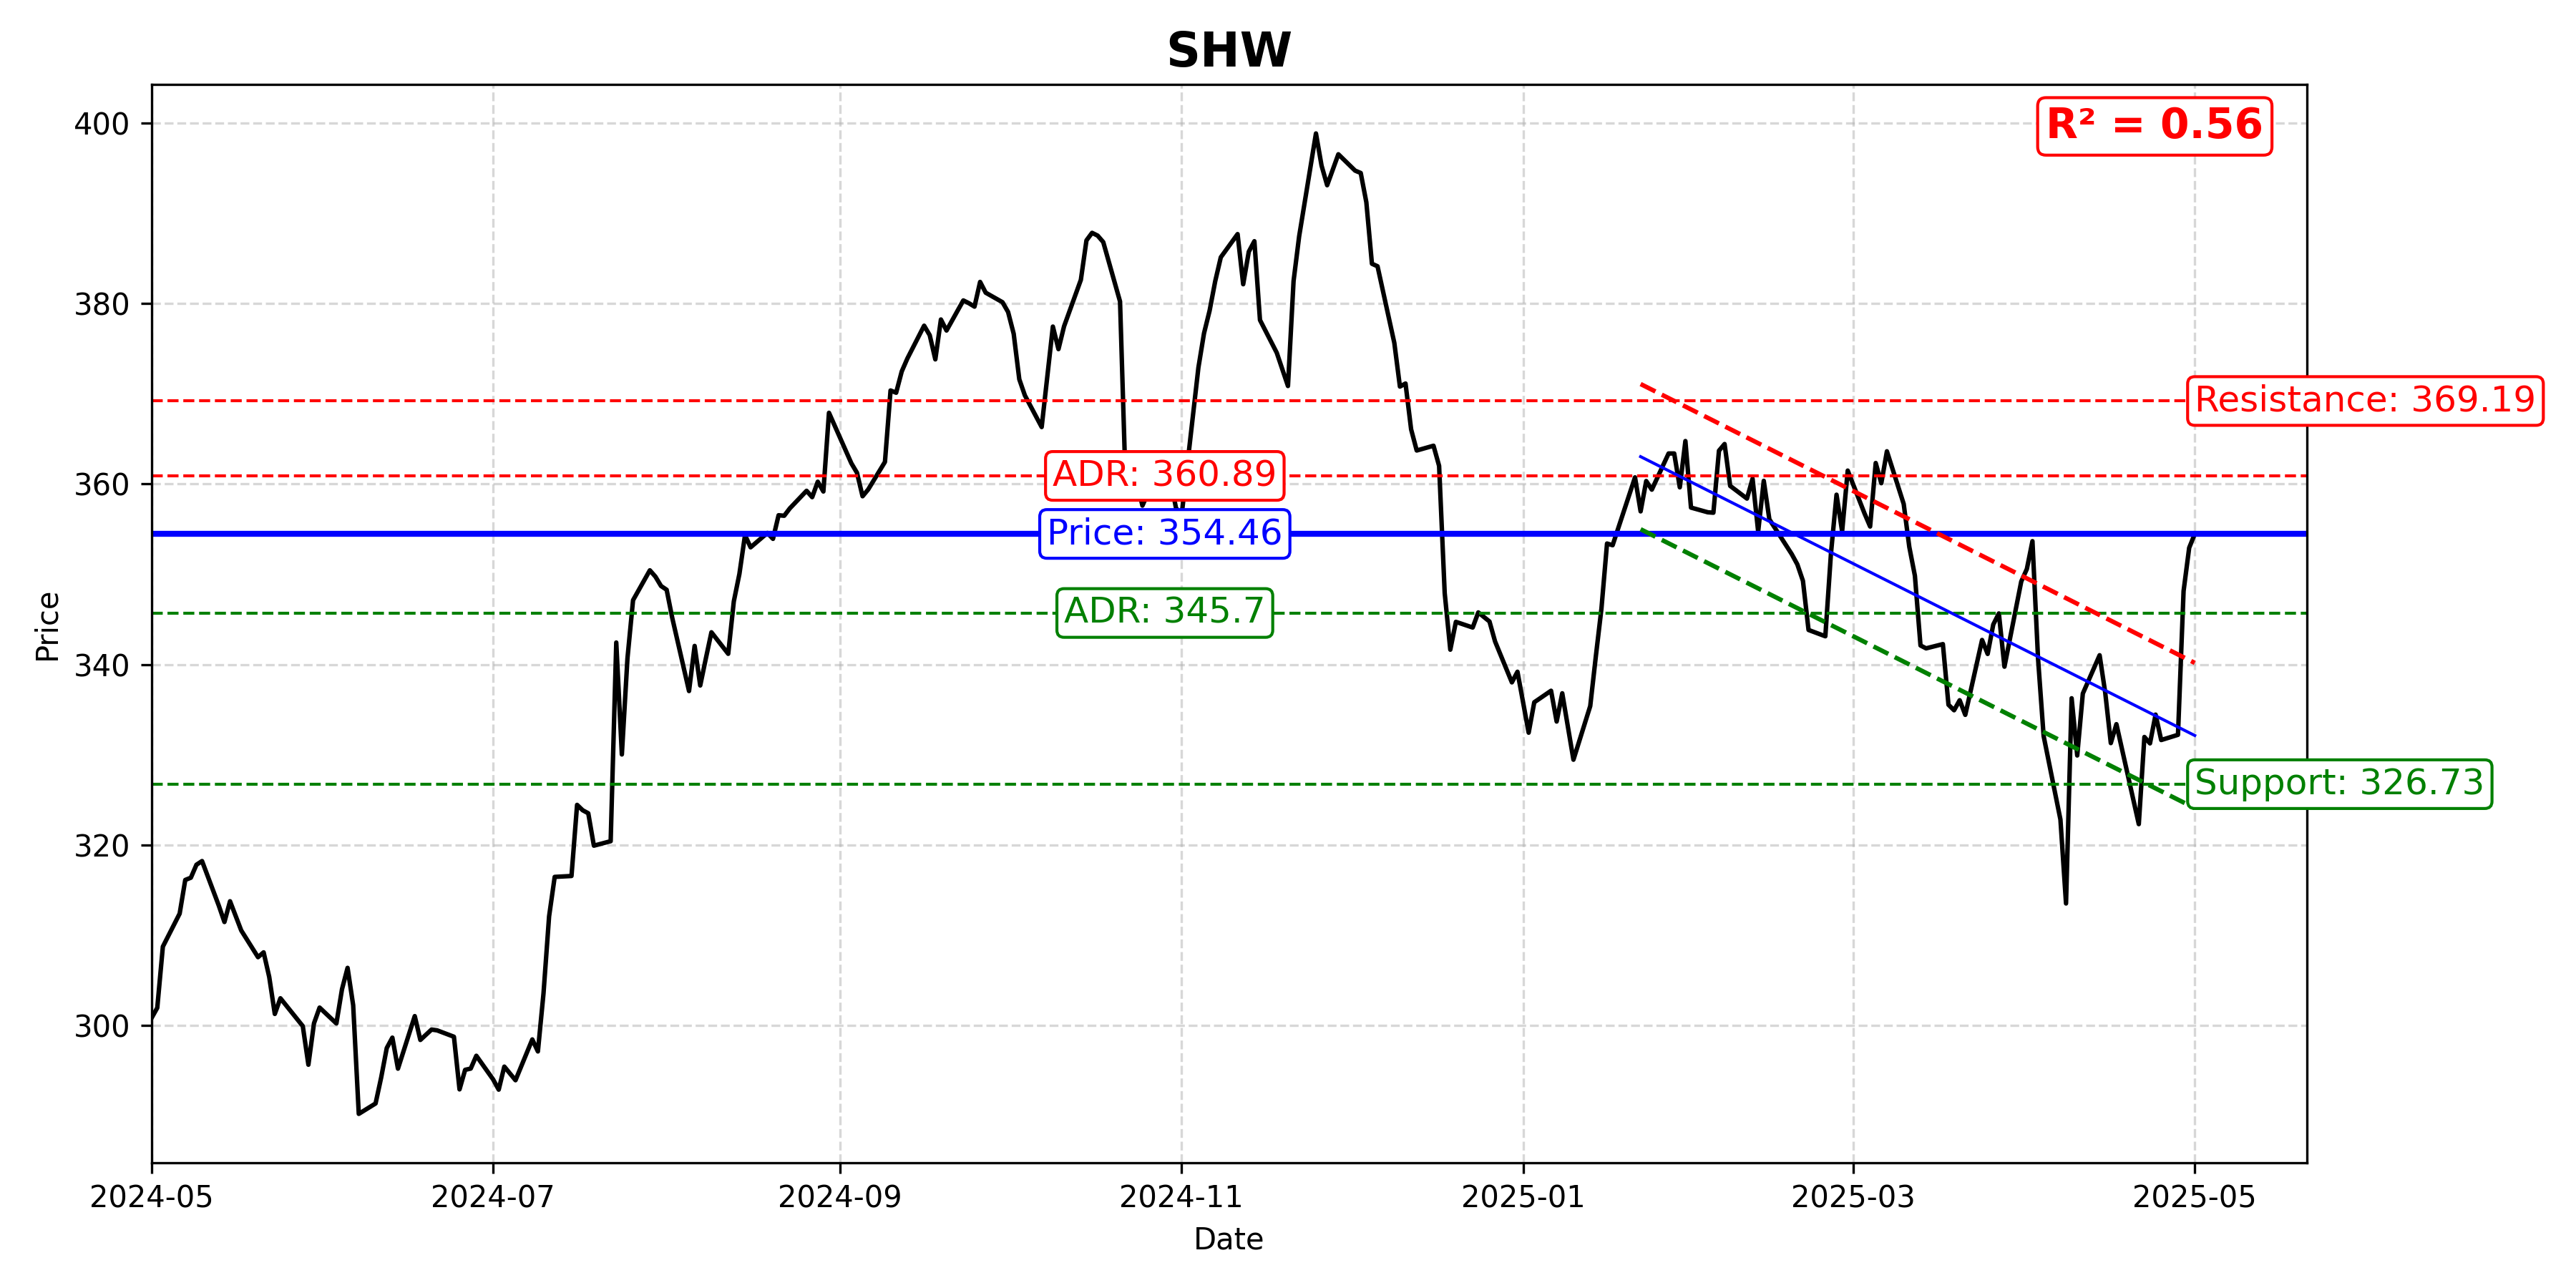 SHW
R² = 0.56
400
380
360
340
320
300
Price
Resistance: 369.19
ADR: 360.89
Price: 354.46
ADR: 345.7
Support: 326.73
2024-05
2024-07
2024-09
2024-11
2025-01
2025-03
2025-05
Date